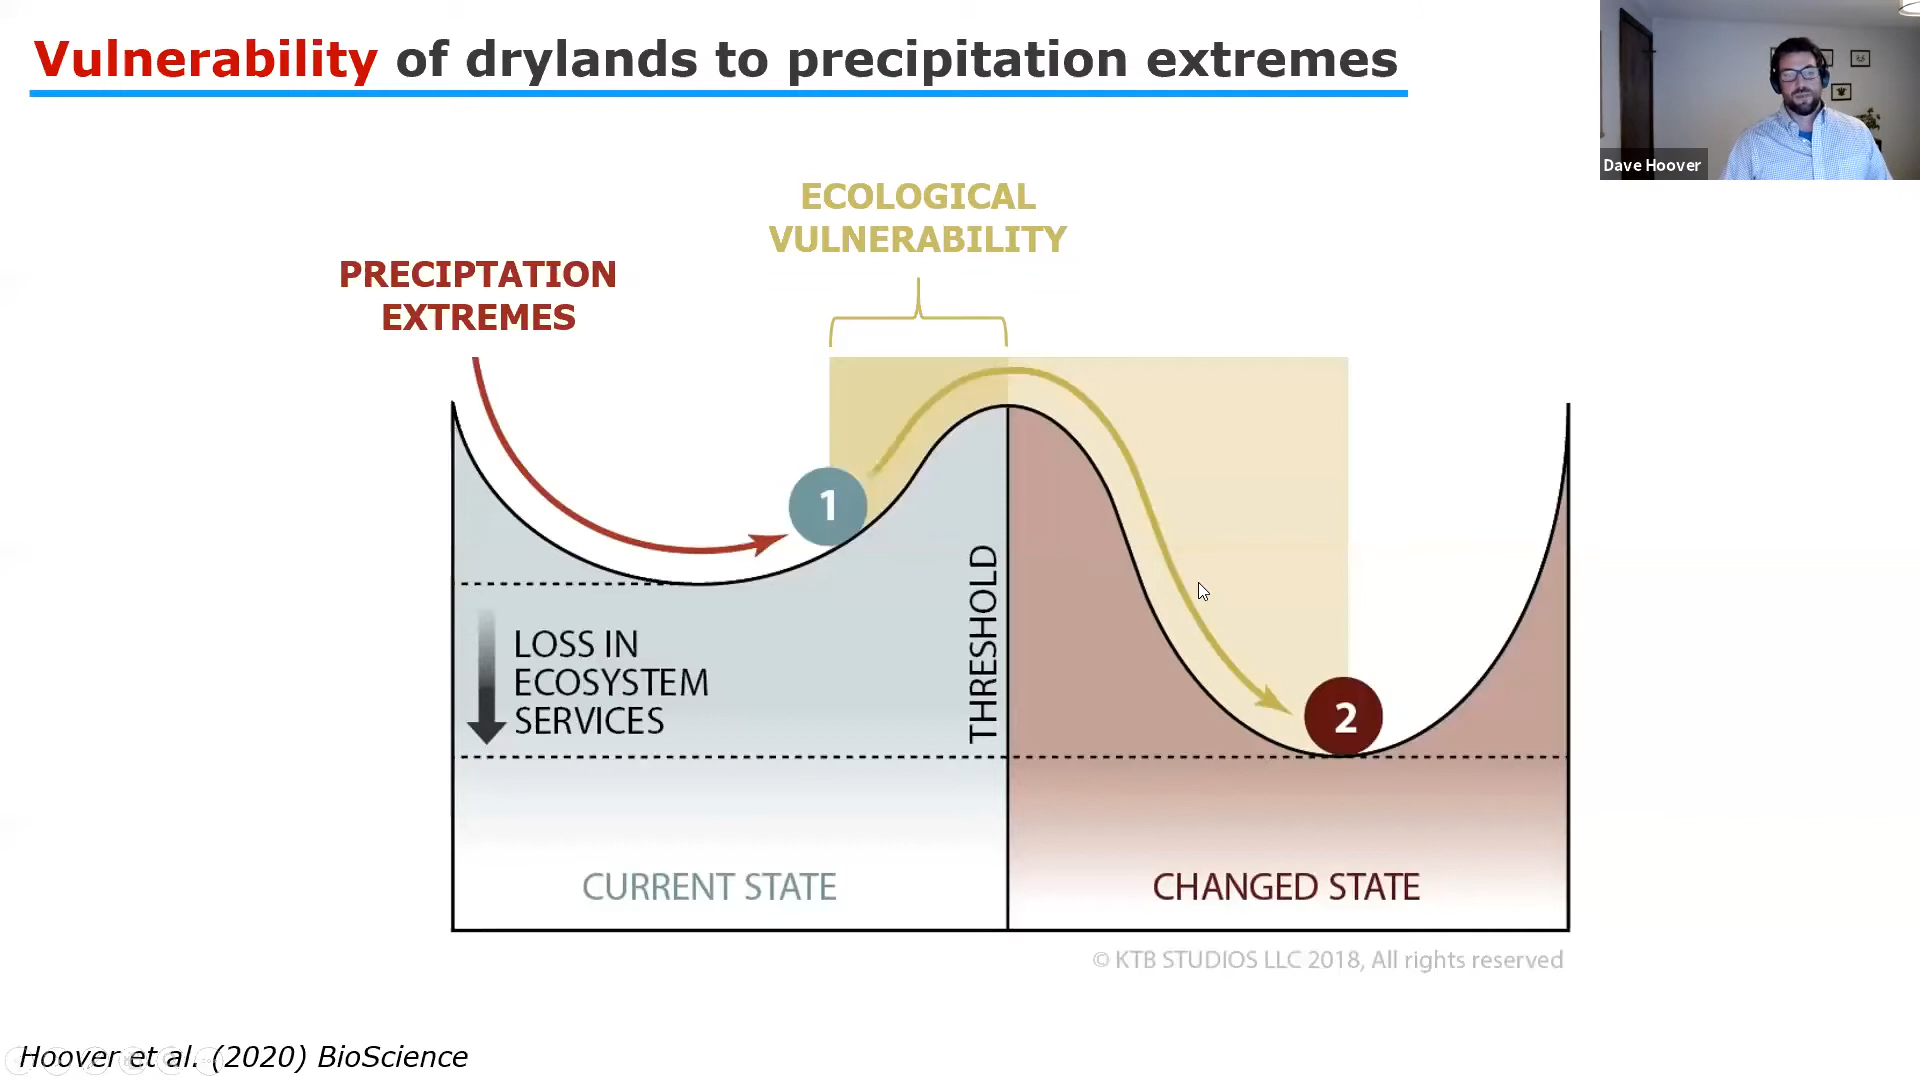 Vulnerability of drylands to precipitation extremes
Dave Hoover
ECOLOGICAL
VULNERABILITY
PRECIPTATION
EXTREMES
1
THRESHOLD
LOSS IN
ECOSYSTEM
SERVICES
2
CURRENT STATE
CHANGED STATE
© KTB STUDIOS LLC 2018, All rights reserved
Hoover et al. (2020) BioScience